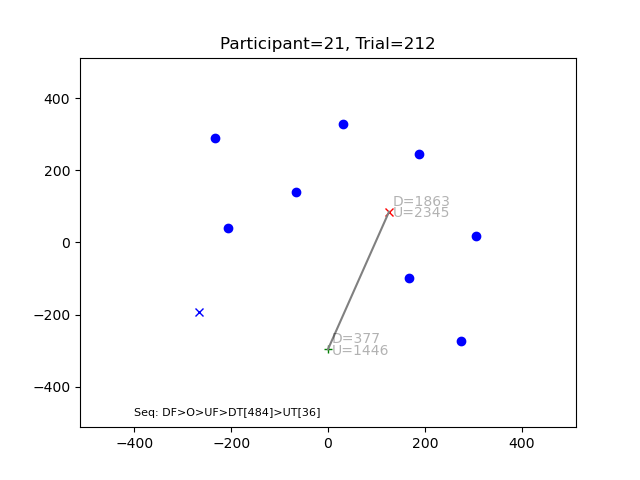 Participant=21, Trial=212
400
200
0
−200
−400
D=1863
U=2345
D=377
U=1446
Seq: DF>O>UF>DT[484]>UT[36]
−400
−200
0
200
400